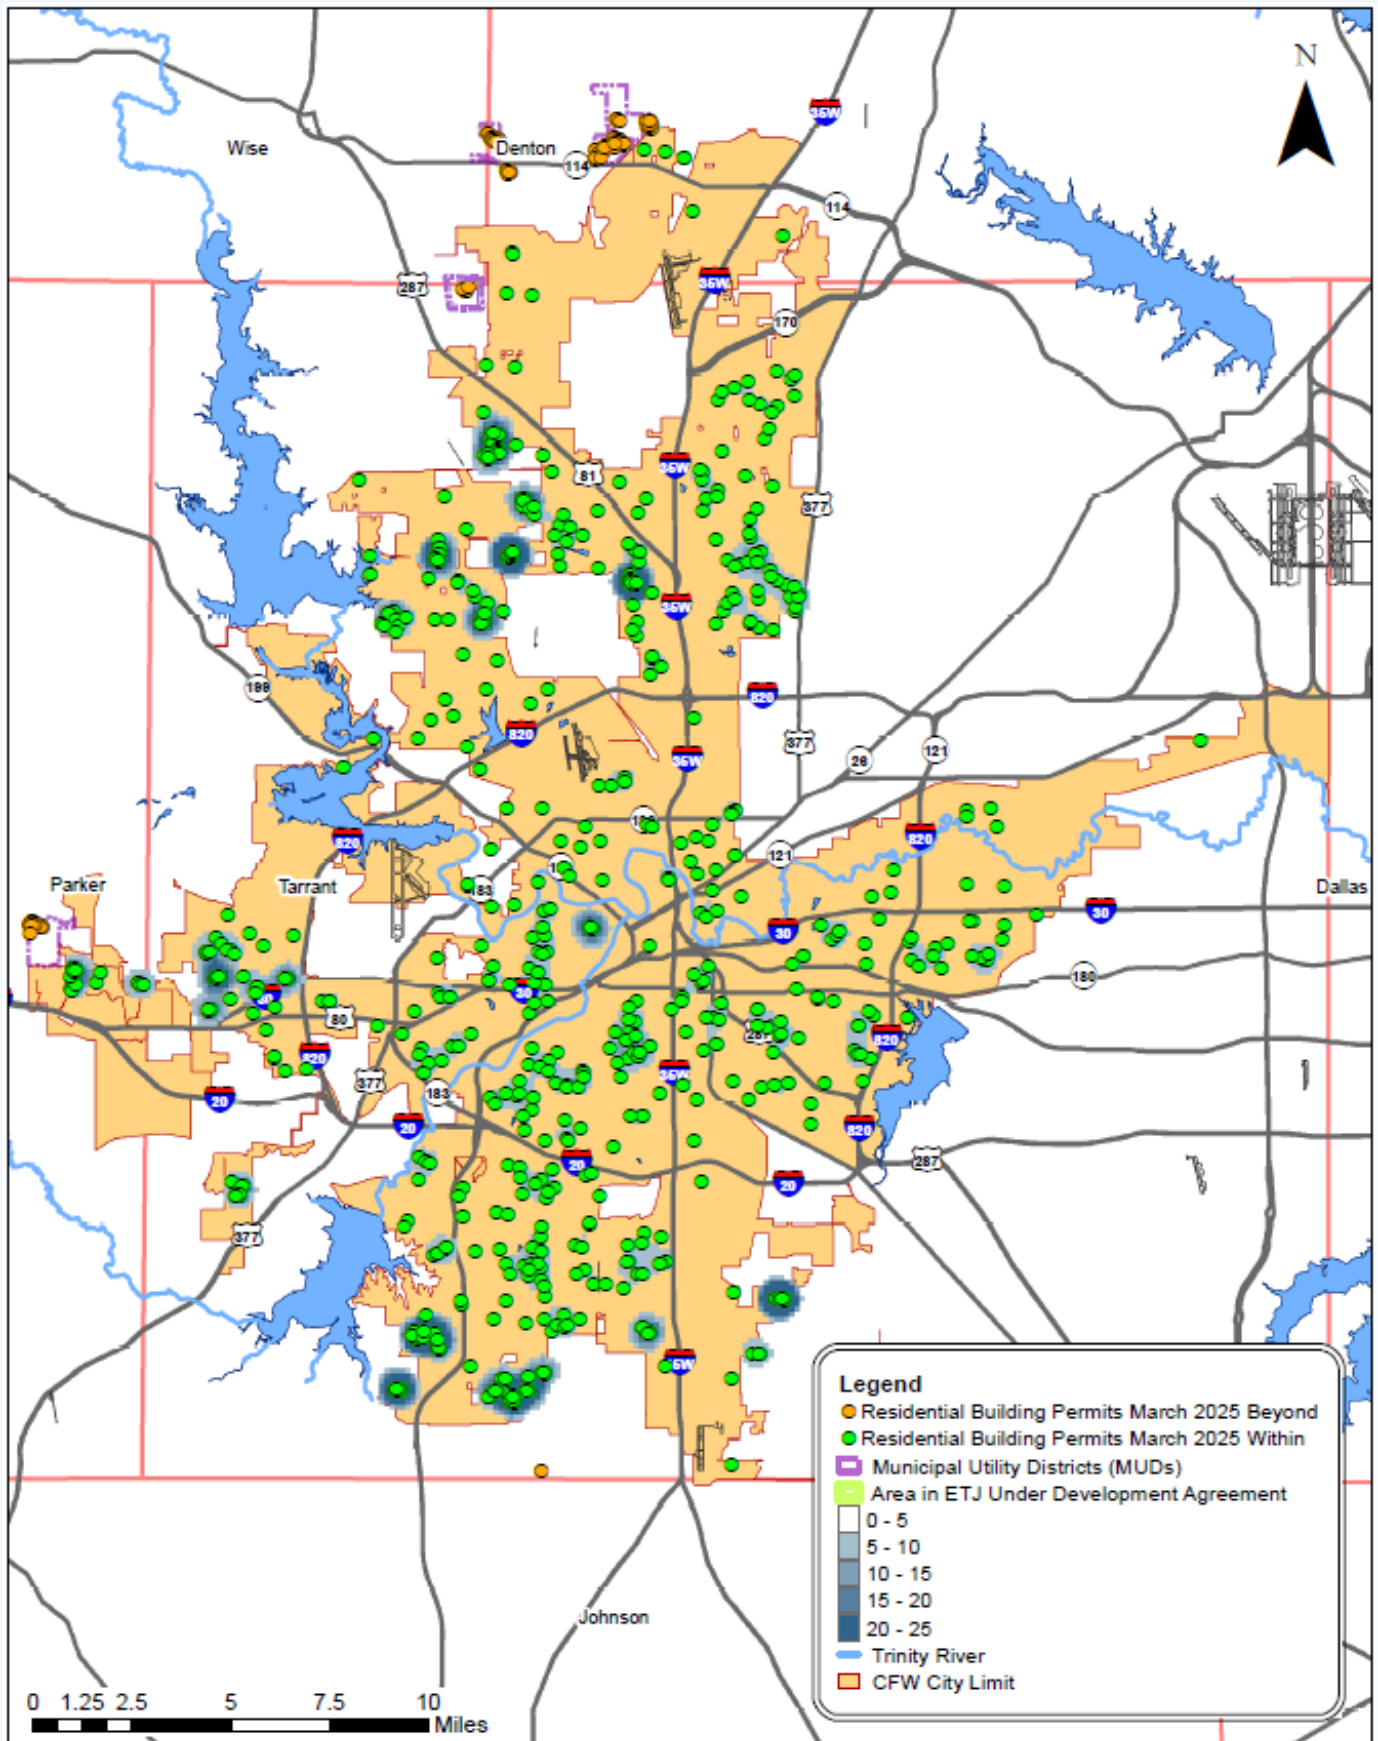 N
35W
Wise
Denton
114
114
287
35W
170
35W
81
377
35W
199
820
820
377
26
121
35W
820
820
121
183
Parker
Tarrant
Dallas
30
30
180
30
80
820
820
377
35W
183
20
20
820
287
20
20
377
Legend
Residential Building Permits March 2025 Beyond
Residential Building Permits March 2025 Within
Municipal Utility Districts (MUDs)
Area in ETJ Under Development Agreement
0 - 5
5 - 10
10 - 15
15 - 20
20 - 25
Trinity River
CFW City Limit
Johnson
0 1.25 2.5 5 7.5 10
Miles